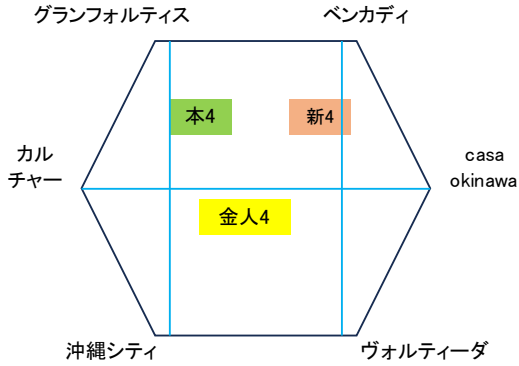 グランフォルティス
ベンカディ
本4
新4
カル
チャー
casa
okinawa
金人4
沖縄シティ
ヴォルティーダ